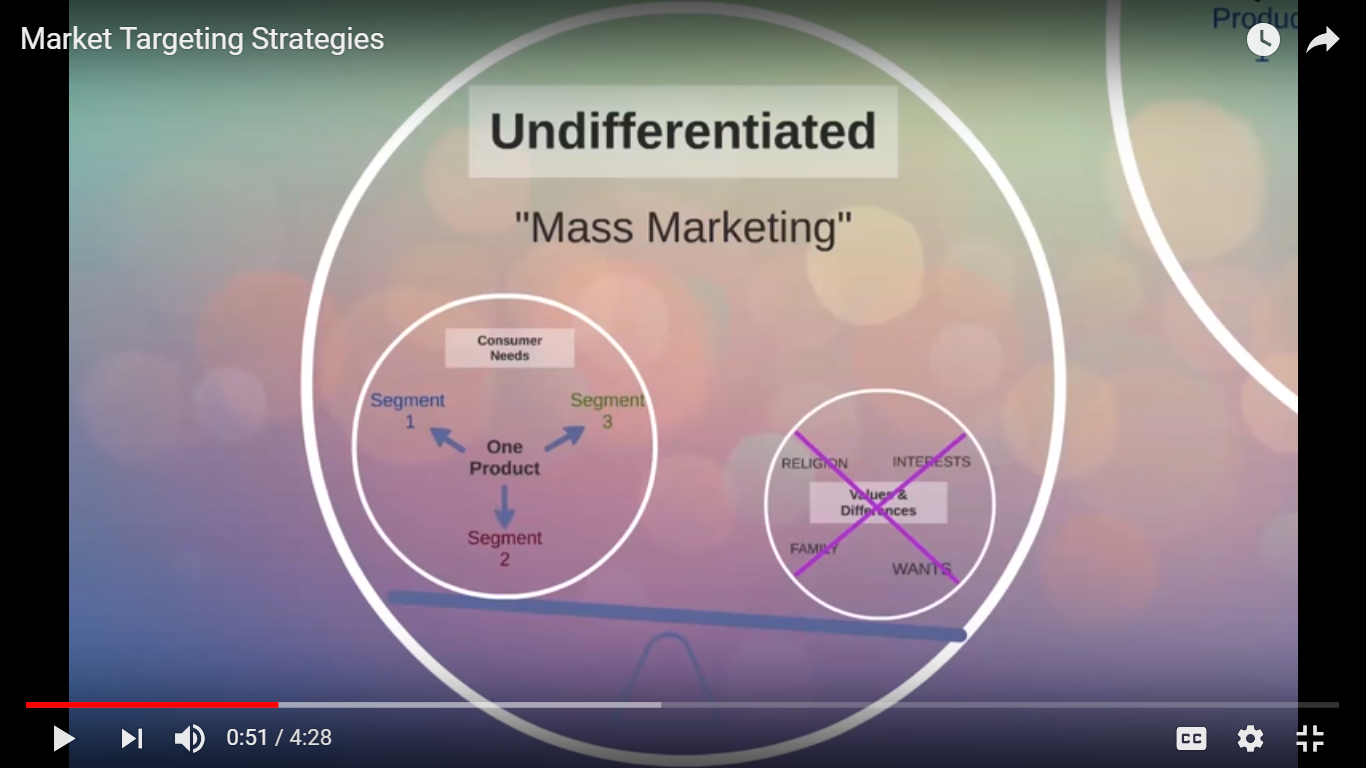 Market Targeting Strategies
Undifferentiated
"Mass Marketing"
Consumer
Needs
Segment
1
Segment
3
One
Product
Segment
2
RELIGION
INTERESTS
Values &
Differences
FAMILY
WANTS
0:51 / 4:28
CC